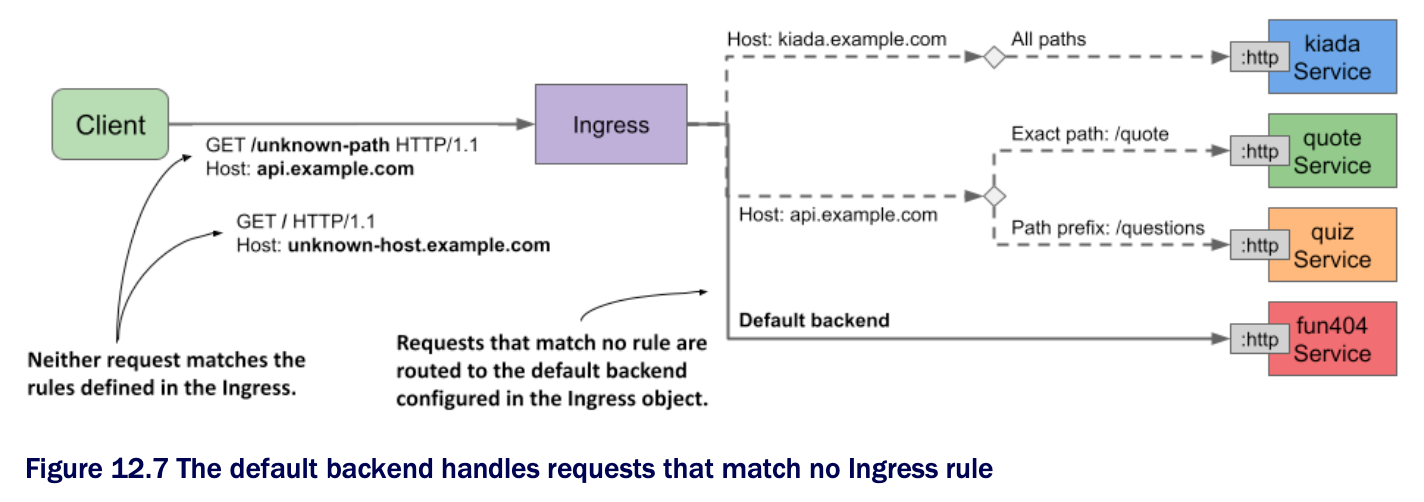 Host: kiada.example.com
All paths
:http
kiada
Service
Client
Ingress
GET /unknown-path HTTP/1.1
Host: api.example.com
Exact path: /quote
:http
quote
Service
GET / HTTP/1.1
Host: unknown-host.example.com
Host: api.example.com
Path prefix: /questions
:http
quiz
Service
Default backend
:http
fun404
Service
Neither request matches the
rules defined in the Ingress.
Requests that match no rule are
routed to the default backend
configured in the Ingress object.
Figure 12.7 The default backend handles requests that match no Ingress rule